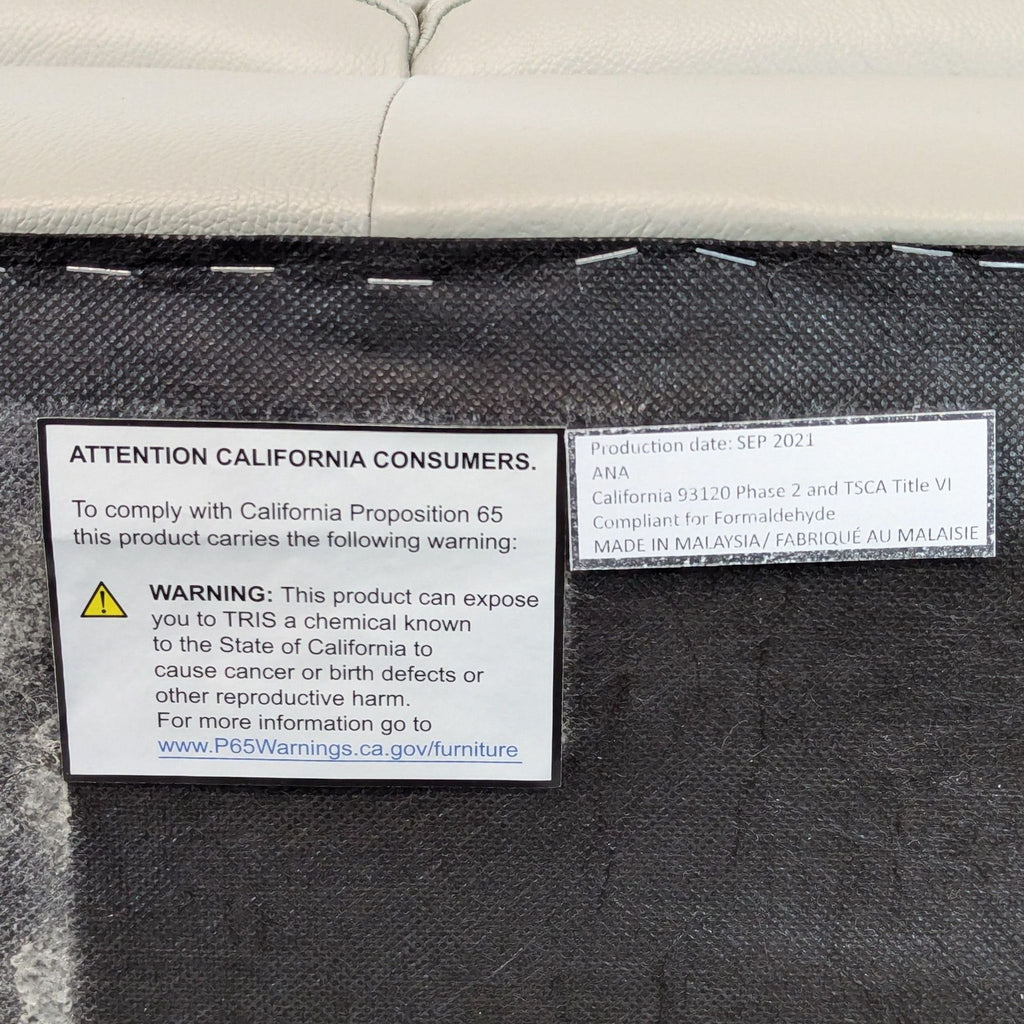 ATTENTION CALIFORNIA CONSUMERS.
To comply with California Proposition 65
this product carries the following warning:
WARNING: This product can expose
you to TRIS a chemical known
to the State of California to
cause cancer or birth defects or
other reproductive harm.
For more information go to
www.P65Warnings.ca.gov/furniture
Production date: SEP 2021
ANA
California 93120 Phase 2 and TSCA Title VI
Compliant for Formaldehyde
MADE IN MALAYSIA/ FABRIQUÉ AU MALAISIE